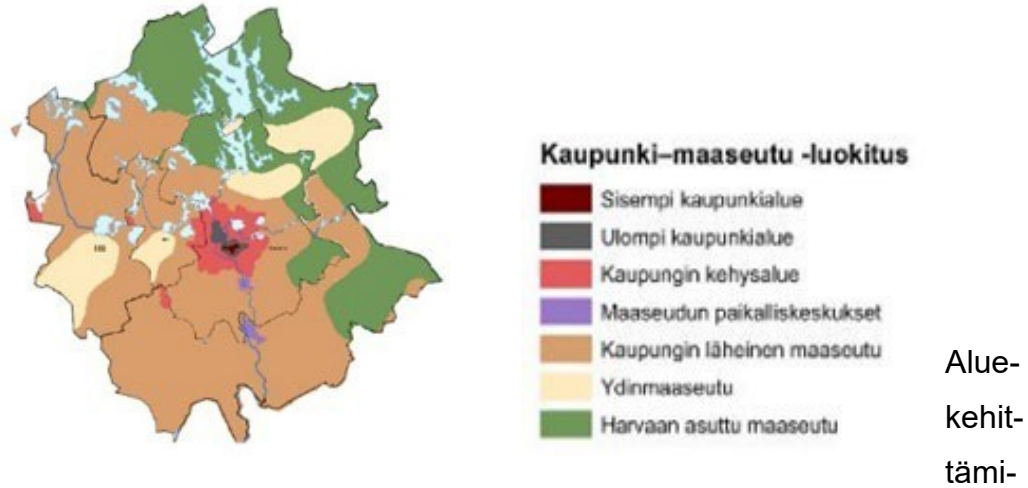 Kaupunki–maaseutu -luokitus
Sisempi kaupunkialue
Ulompi kaupunkialue
Kaupungin kehysalue
Maaseudun paikalliskeskukset
Kaupungin läheinen maaseutu
Ydinmaaseutu
Harvaan asuttu maaseutu
Alue-
kehit-
tämi-